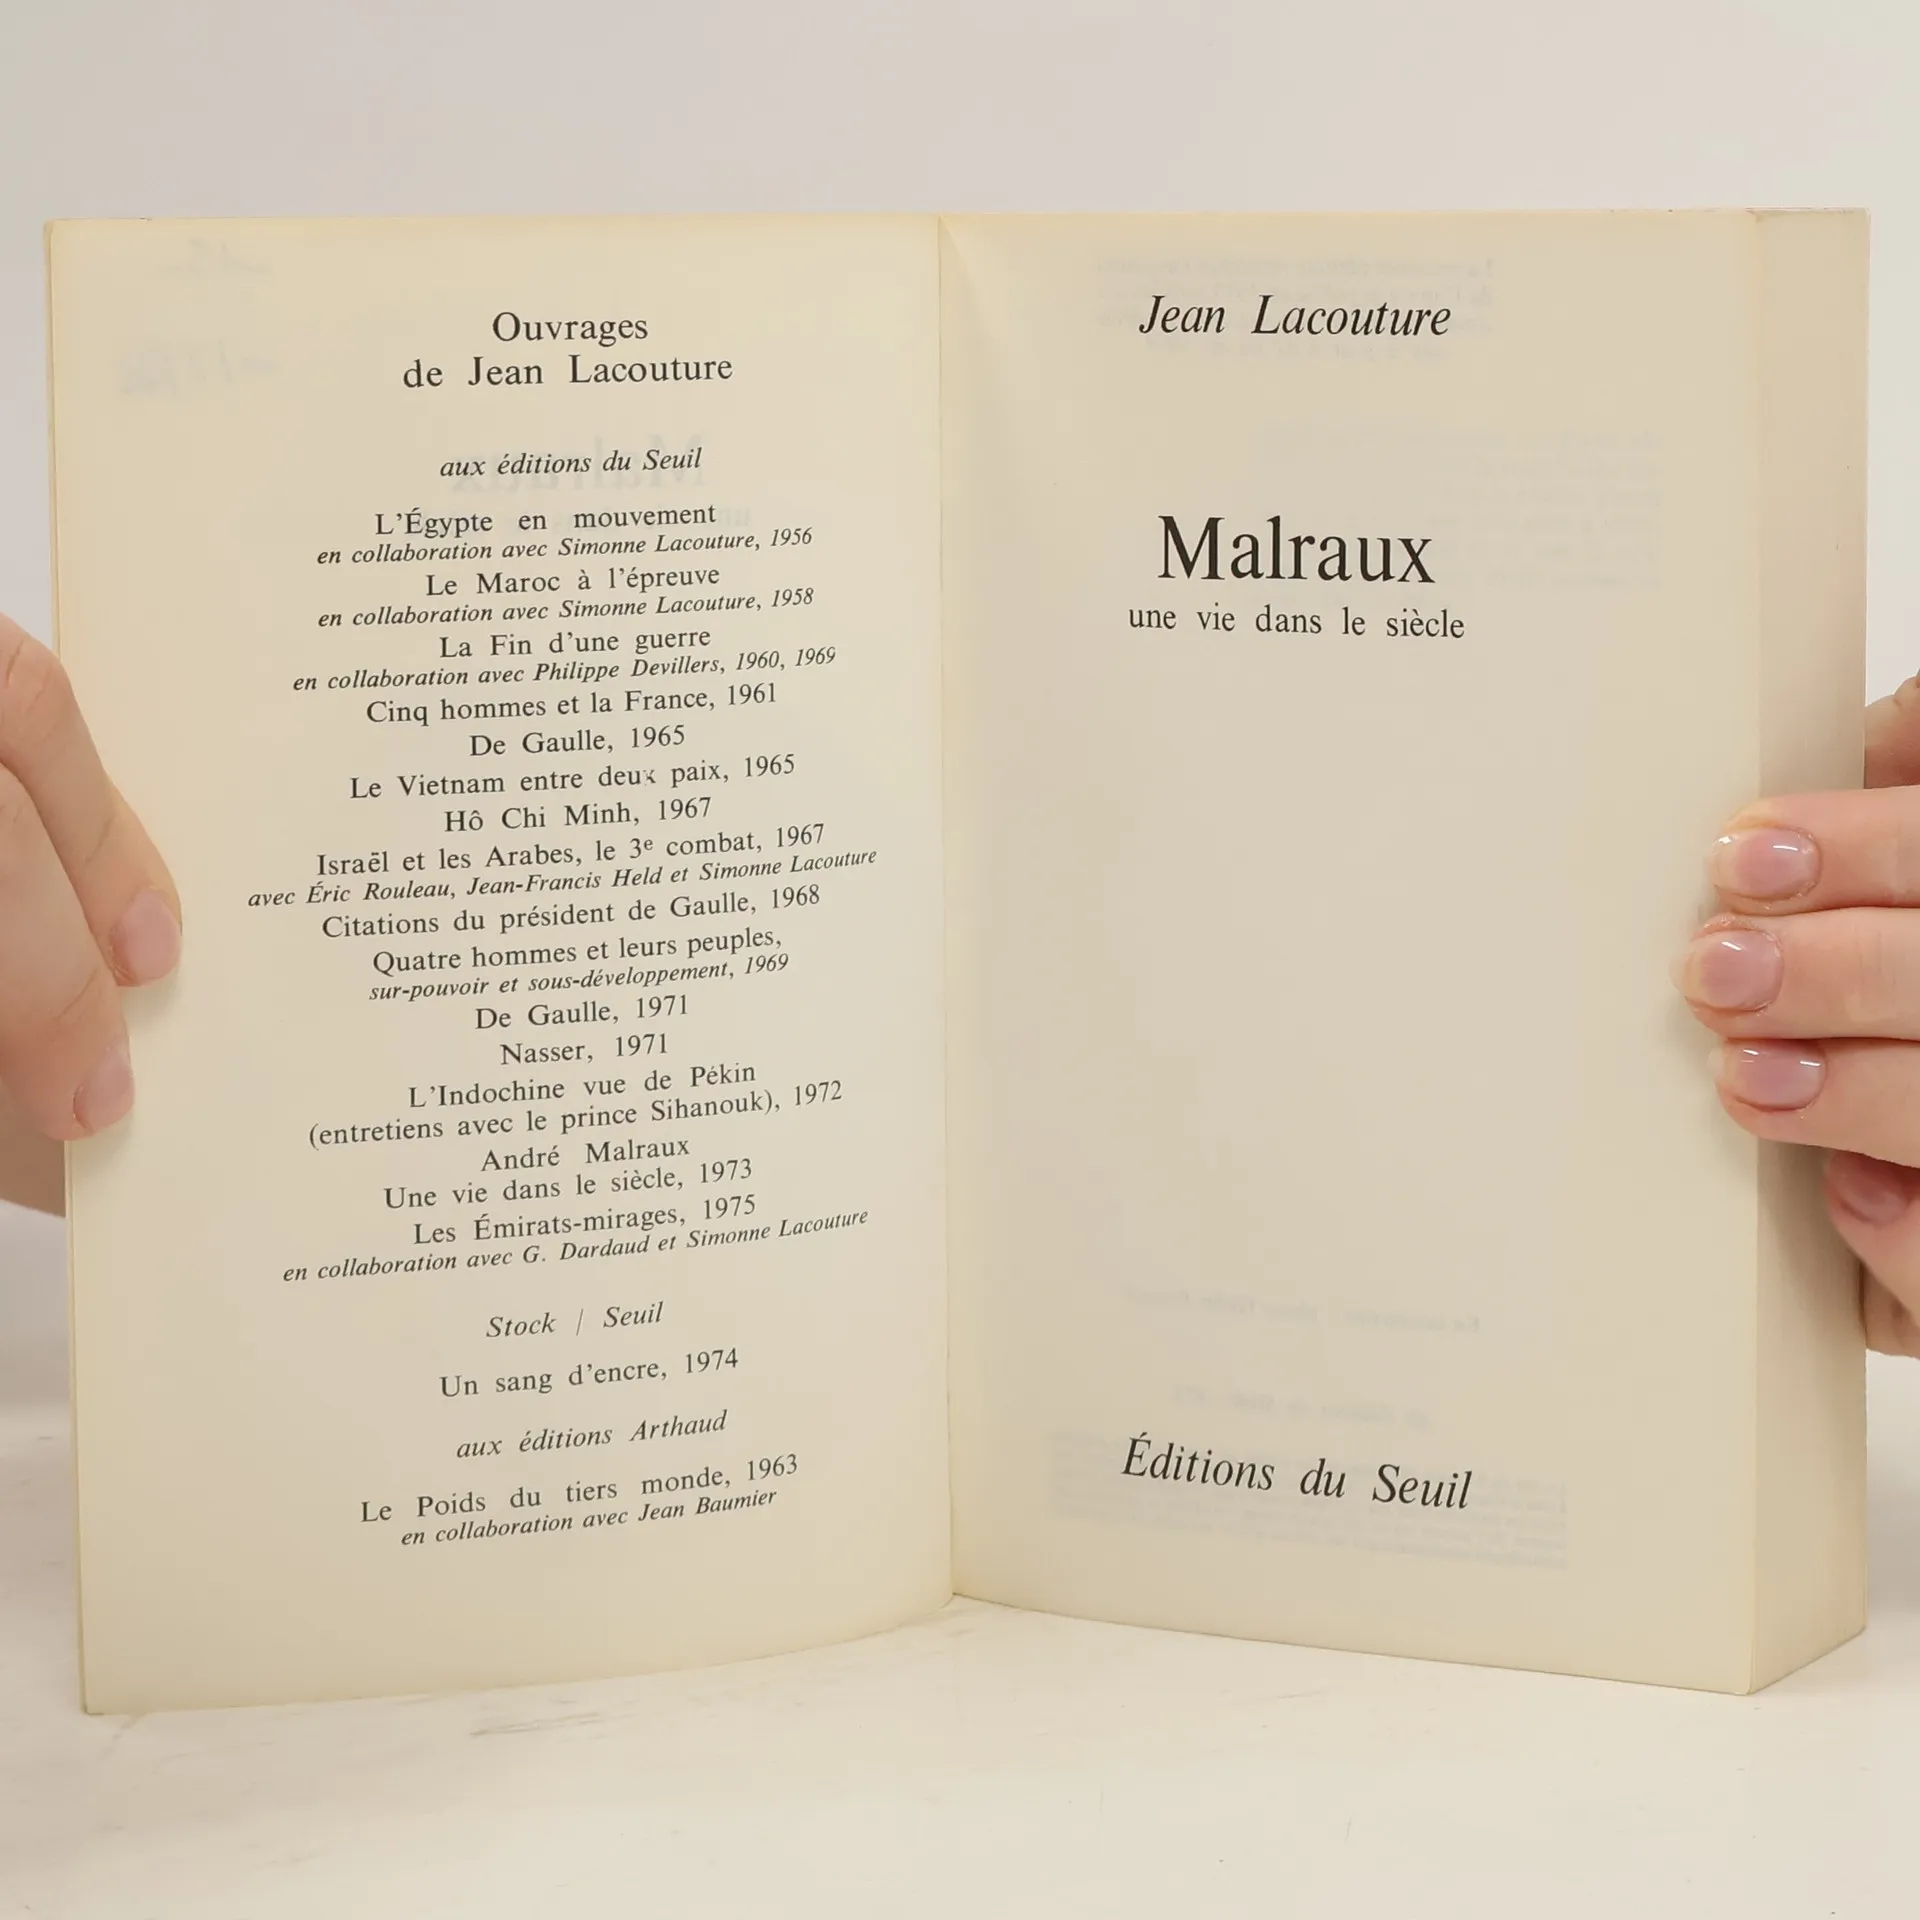 Ouvrages
de Jean Lacouture
aux éditions du Seuil
L'Égypte en mouvement
en collaboration avec Simonne Lacouture, 1956
Le Maroc à l'épreuve
en collaboration avec Simonne Lacouture, 1958
La Fin d'une guerre
en collaboration avec Philippe Devillers, 1960, 1969
Cinq hommes et la France, 1961
De Gaulle, 1965
Le Vietnam entre deux paix, 1965
Hô Chi Minh, 1967
Israël et les Arabes, le 3e combat, 1967
avec Éric Rouleau, Jean-Francis Held et Simonne Lacouture
Citations du président de Gaulle, 1968
Quatre hommes et leurs peuples,
sur-pouvoir et sous-développement, 1969
De Gaulle, 1971
Nasser, 1971
L'Indochine vue de Pékin
(entretiens avec le prince Sihanouk), 1972
André Malraux
Une vie dans le siècle, 1973
Les Émirats-mirages, 1975
en collaboration avec G. Dardaud et Simonne Lacouture
Stock / Seuil
Un sang d'encre, 1974
aux éditions Arthaud
Le Poids du tiers monde, 1963
en collaboration avec Jean Baumier
Jean Lacouture
Malraux
une vie dans le siècle
Éditions du Seuil